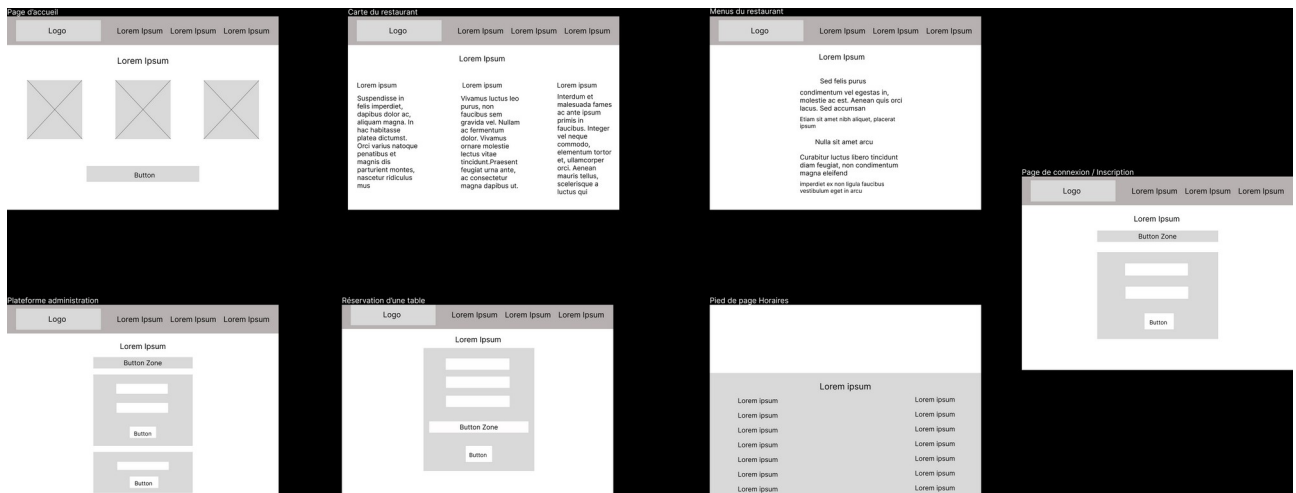 Page d'accueil
Logo
Lorem Ipsum Lorem Ipsum Lorem Ipsum
Lorem Ipsum
Button
Carte du restaurant
Logo
Lorem Ipsum Lorem Ipsum Lorem Ipsum
Lorem Ipsum
Lorem ipsum
Suspendisse in
felis imperdiet,
dapibus dolor ac,
aliquam magna. In
hac habitasse
platea dictumst.
Orci varius natoque
penatibus et
magnis dis
parturient montes,
nascetur ridiculus
mus
Lorem ipsum
Vivamus luctus leo
purus, non
faucibus sem
gravida vel. Nullam
ac fermentum
dolor. Vivamus
ornare molestie
lectus vitae
tincidunt.Praesent
feugiat urna ante,
ac consectetur
magna dapibus ut.
Lorem ipsum
Interdum et
malesuada fames
ac ante ipsum
primis in
faucibus. Integer
vel neque
commodo,
elementum tortor
et, ullamcorper
orci. Aenean
mauris tellus,
scelerisque a
luctus qui
Menus du restaurant
Logo
Lorem Ipsum Lorem Ipsum Lorem Ipsum
Lorem Ipsum
Sed felis purus
condimentum vel egestas in,
molestie ac est. Aenean quis orci
lacus. Sed accumsan
Etiam sit amet nibh aliquet, placerat
ipsum
Nulla sit amet arcu
Curabitur luctus libero tincidunt
diam feugiat, non condimentum
magna eleifend
imperdiet ex non ligula faucibus
vestibulum eget in arcu
Page de connexion / Inscription
Logo
Lorem Ipsum Lorem Ipsum Lorem Ipsum
Lorem Ipsum
Button Zone
Button
Plateforme administration
Logo
Lorem Ipsum Lorem Ipsum Lorem Ipsum
Lorem Ipsum
Button Zone
Button
Button
Réservation d'une table
Logo
Lorem Ipsum Lorem Ipsum Lorem Ipsum
Lorem Ipsum
Button Zone
Button
Pied de page Horaires
Lorem ipsum
Lorem ipsum Lorem ipsum
Lorem ipsum Lorem ipsum
Lorem ipsum Lorem ipsum
Lorem ipsum Lorem ipsum
Lorem ipsum Lorem ipsum
Lorem ipsum Lorem ipsum
Lorem ipsum Lorem ipsum